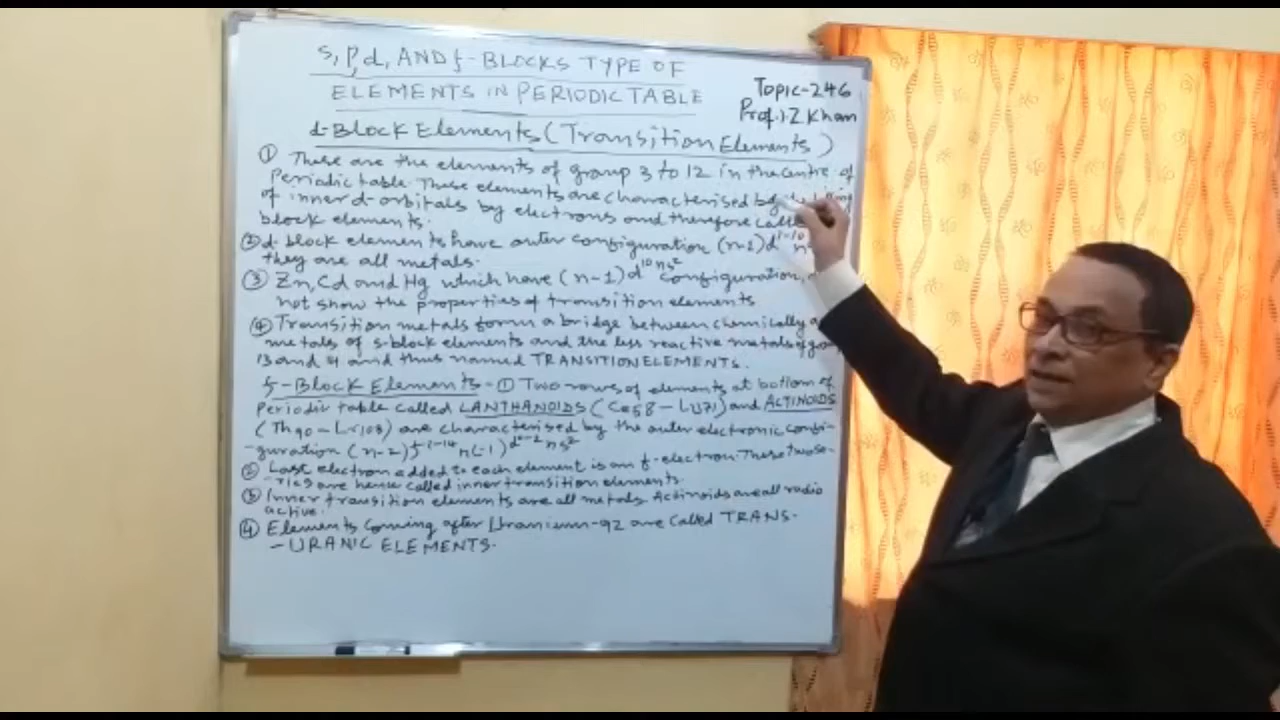 s, p, d, AND f-BLOCKS TYPE OF
ELEMENTS IN PERIODIC TABLE
Topic-246
Prof. I.Z Khan
d-Block Elements (Transition Elements)
① These are the elements of group 3 to 12 in the centre of
Periodic table. These elements are characterised by
of inner d-orbitals by electrons and therefore called
block elements.
② d-block elements have outer configuration (n-1)d¹⁻¹⁰
they are all metals.
③ Zn, Cd and Hg which have (n-1)d¹⁰ns² configuration,
not show the properties of transition elements
④ Transition metals form a bridge between chemically
metals of s-block elements and the less reactive metals of
13 and 14 and thus named TRANSITION ELEMENTS.
f-Block Elements - ① Two rows of elements at bottom of
Periodic table called LANTHANOIDS (Ce58 - Lu71) and ACTINOIDS
(Th90 - Lr103) are characterised by the outer electronic confi-
-guration (n-2)f¹⁻¹⁴ n(-1)d⁰⁻² ns²
② Last electron added to each element is an f-electron. These two se-
-ries are hence called inner transition elements.
③ Inner transition elements are all metals. Actinoids are all radio
active.
④ Elements coming after Uranium-92 are called TRANS-
-URANIC ELEMENTS.